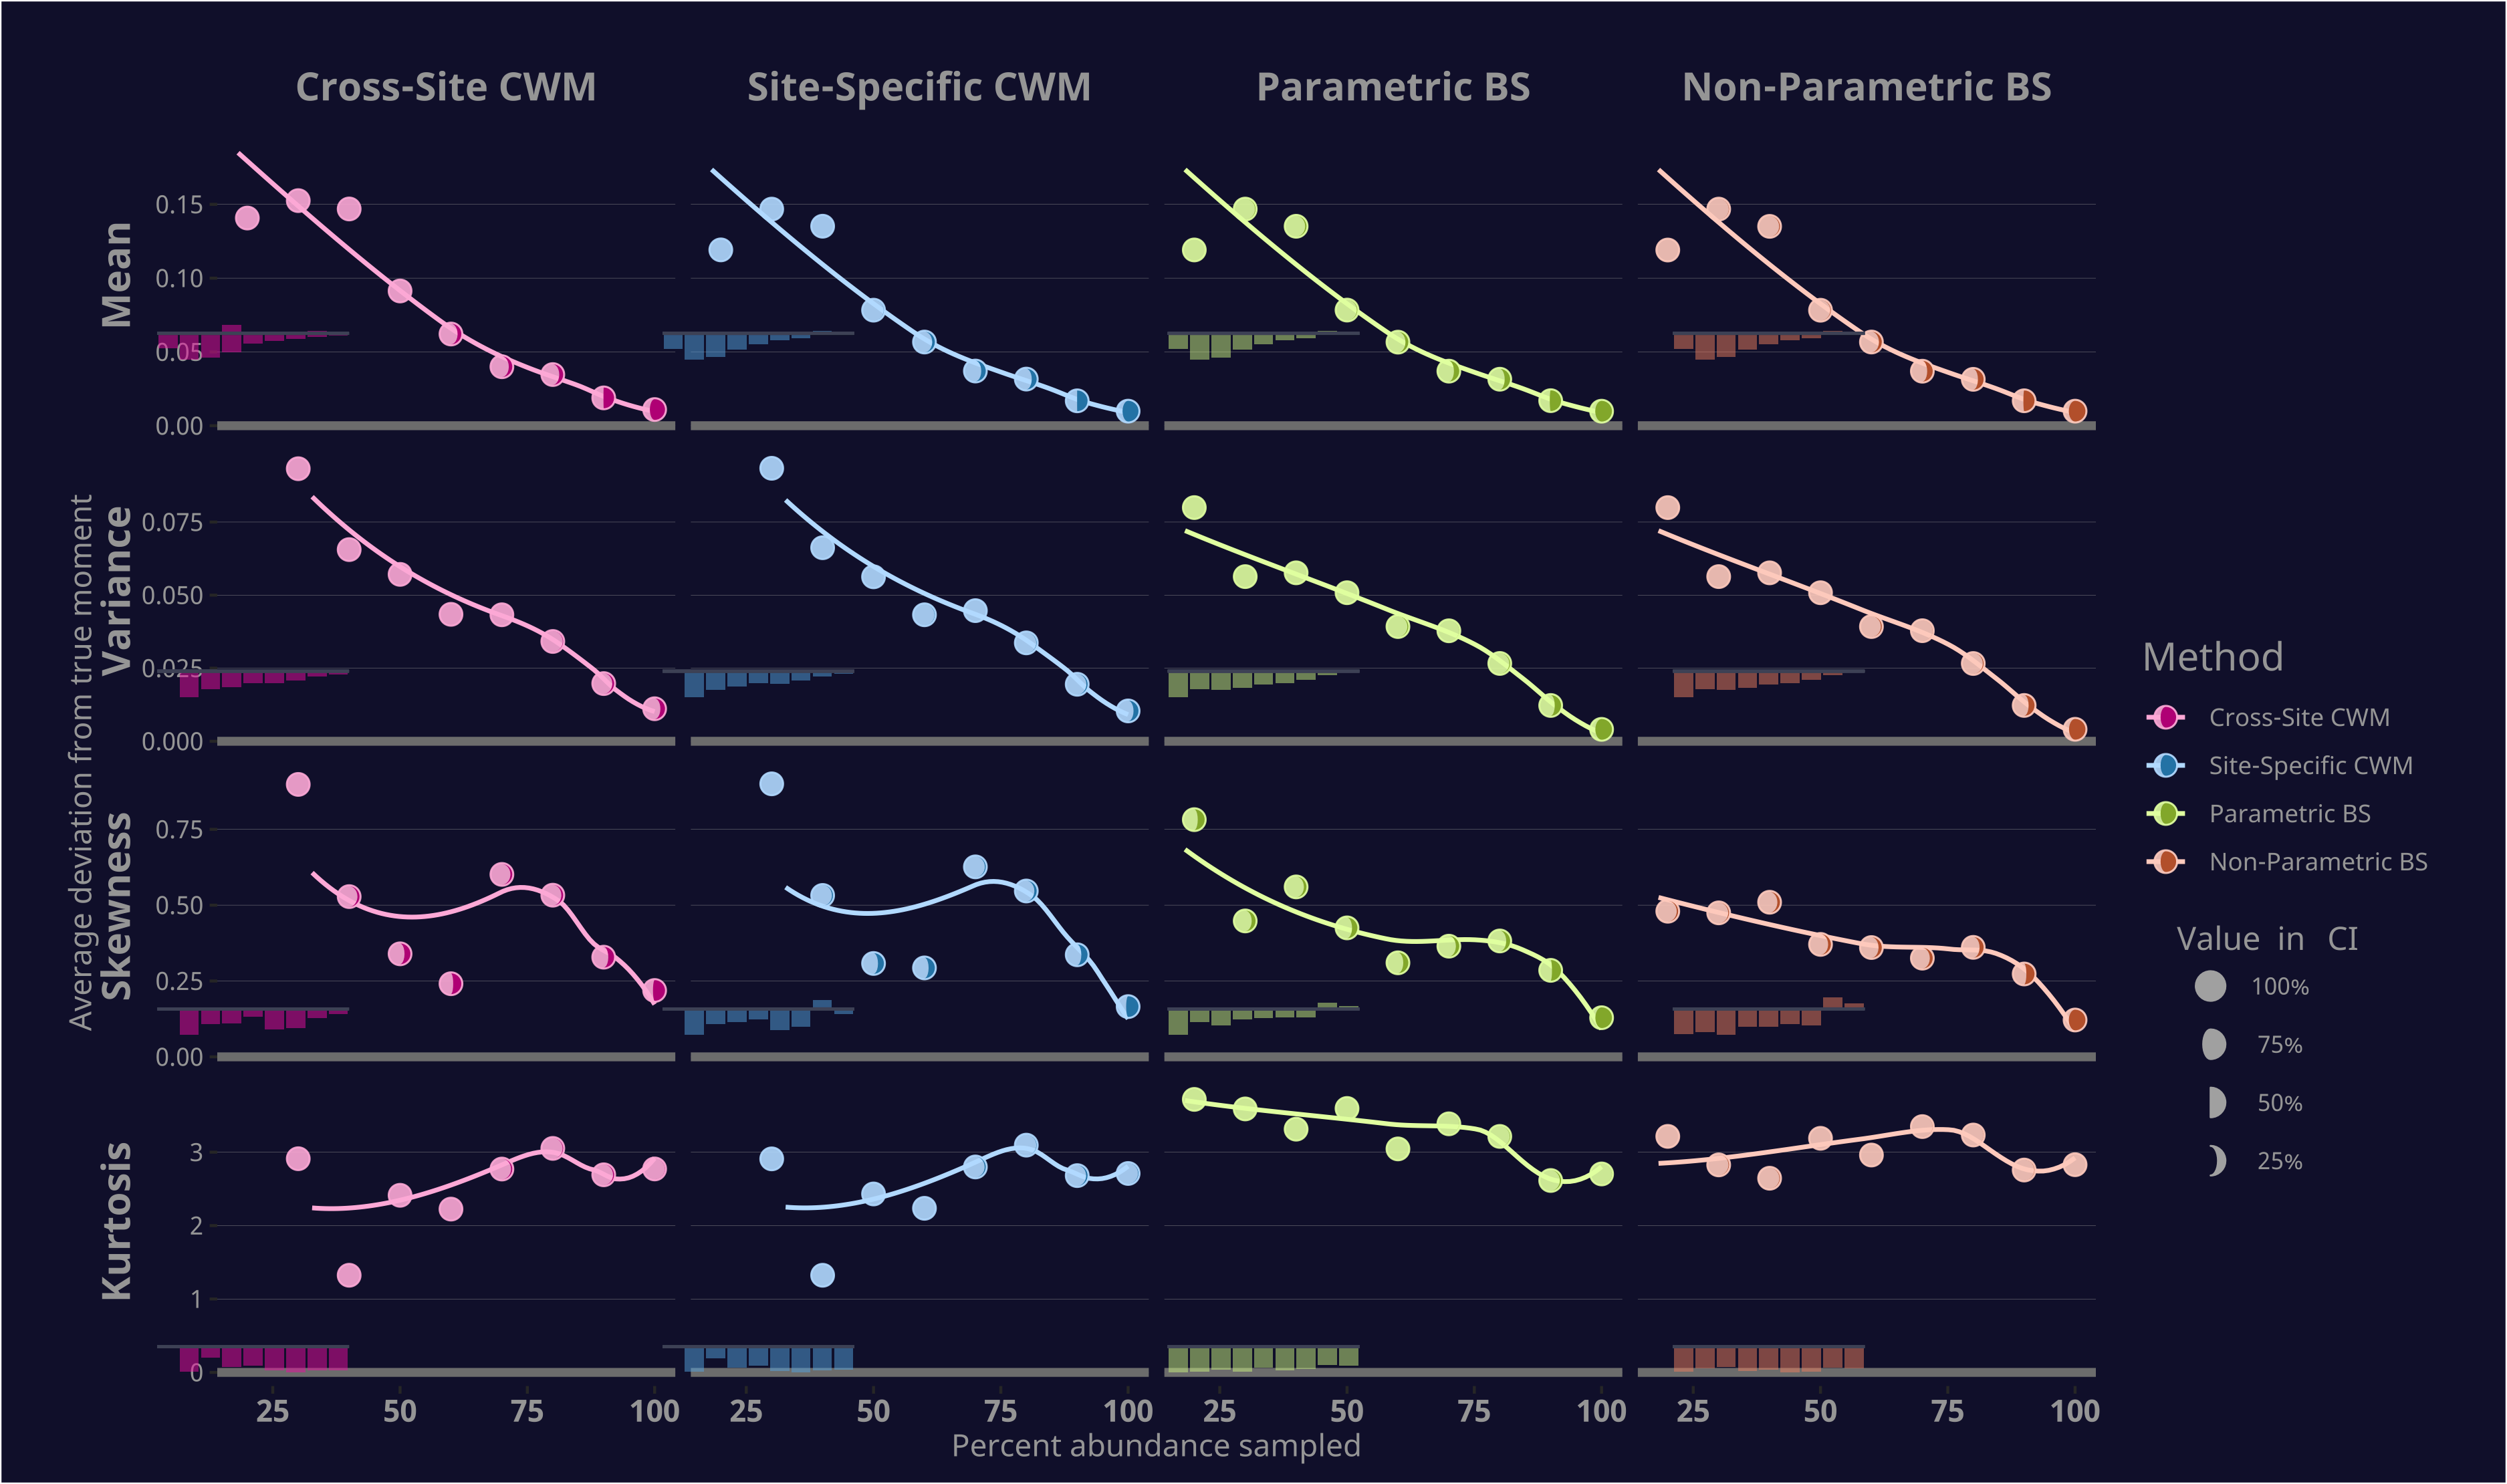 Cross-Site CWM
Site-Specific CWM
Parametric BS
Non-Parametric BS
Average deviation from true moment
Mean
0.15
0.10
0.05
0.00
Variance
0.075
0.050
0.025
0.000
Skewness
0.75
0.50
0.25
0.00
Kurtosis
3
2
1
0
25 50 75 100
25 50 75 100
25 50 75 100
25 50 75 100
Percent abundance sampled
Method
Cross-Site CWM
Site-Specific CWM
Parametric BS
Non-Parametric BS
Value in CI
100%
75%
50%
25%